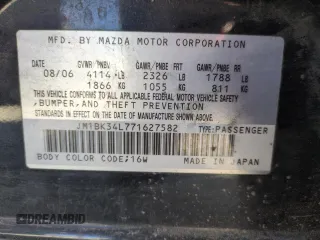 MFD. BY MAZDA MOTOR CORPORATION
GVWR/PNBV GAWR/PNBE FR GAWR/PNBE RR
08/06 4114 LB 2326 LB 1788 LB
1866 KG 1055 KG 811 KG
THIS VEHICLE CONFORMS TO ALL APPLICABLE FEDERAL MOTOR VEHICLE SAFETY
,BUMPER,AND THEFT PREVENTION
STANDARDS IN EFFECT ON THE DATE OF MANUFACTURE SHOWN ABOVE.
JM1BK34L771627582 TYPE:PASSENGER
BODY COLOR CODE:16W MADE IN JAPAN